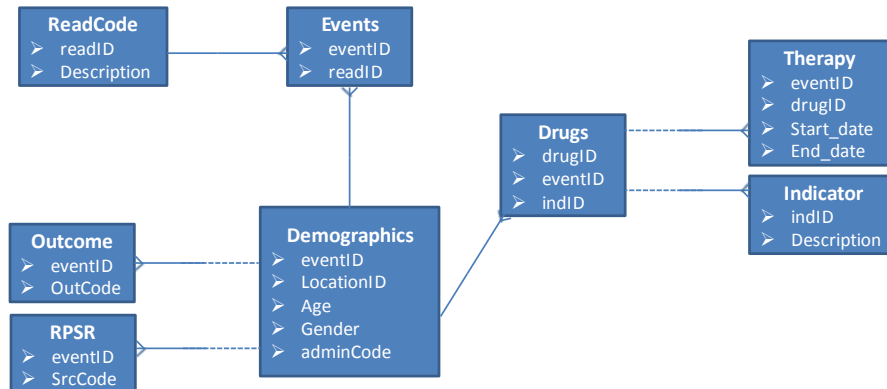 ReadCode
readID
Description
Events
eventID
readID
Therapy
eventID
drugID
Start_date
End_date
Drugs
drugID
eventID
indID
Indicator
indID
Description
Demographics
eventID
LocationID
Age
Gender
adminCode
Outcome
eventID
OutCode
RPSR
eventID
SrcCode